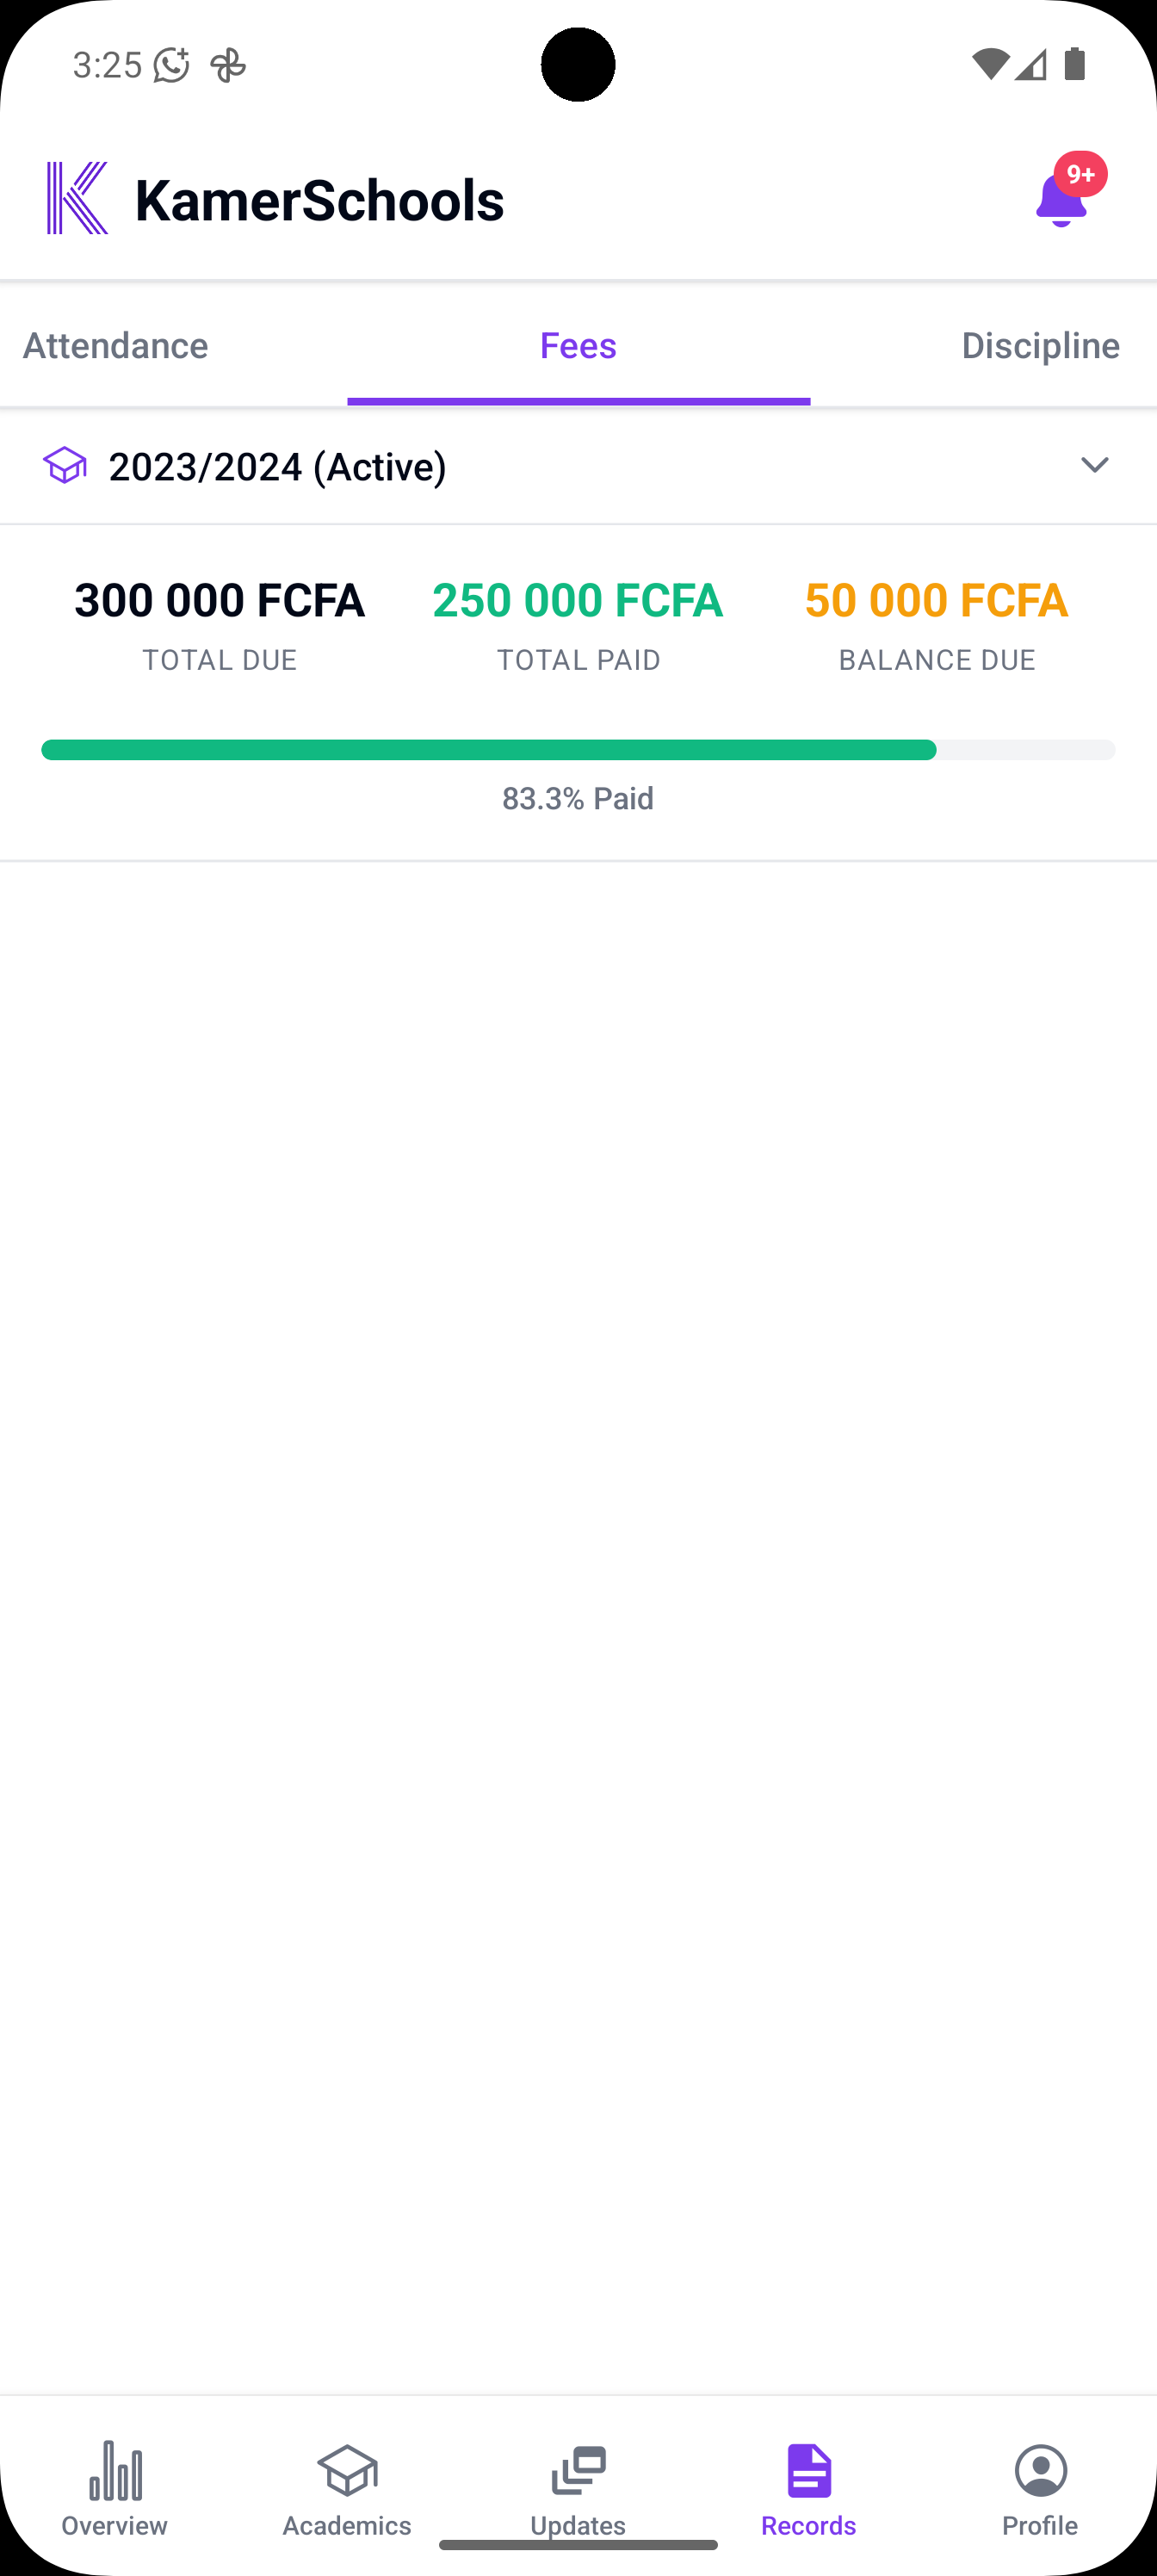 3:25
KamerSchools
9+
Attendance Fees Discipline
2023/2024 (Active)
300 000 FCFA 250 000 FCFA 50 000 FCFA
TOTAL DUE TOTAL PAID BALANCE DUE
83.3% Paid
Overview Academics Updates Records Profile